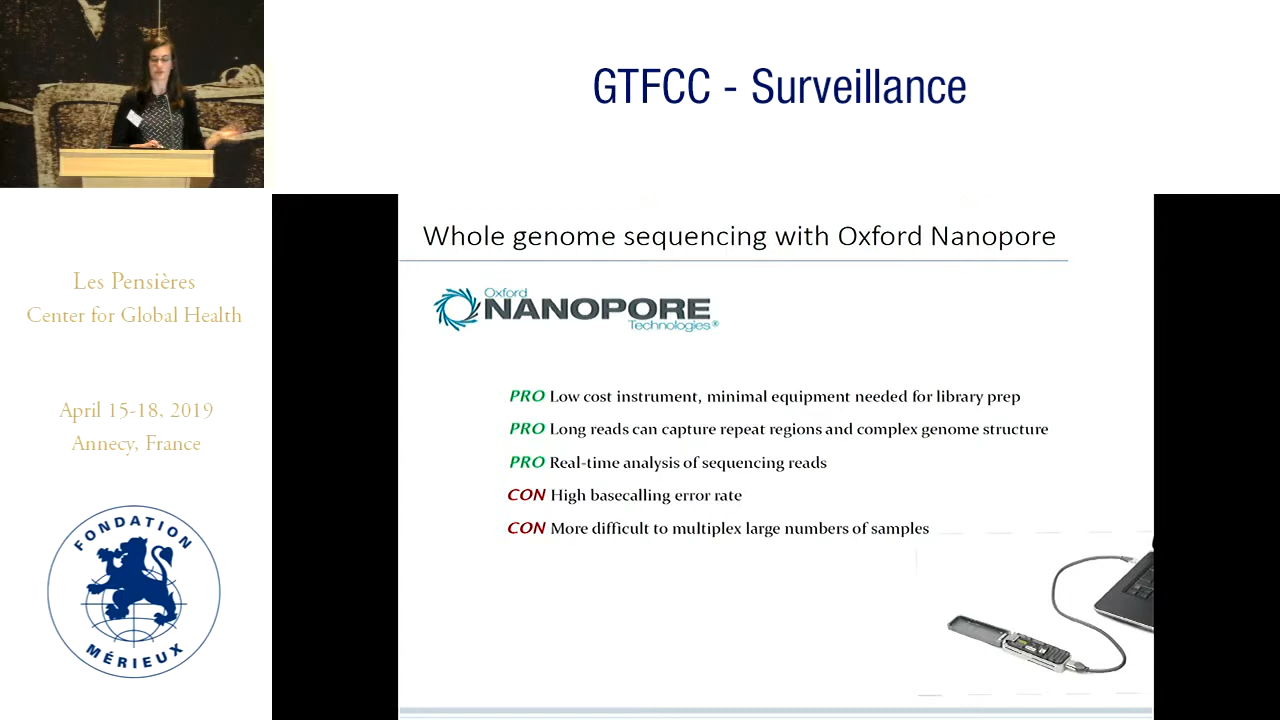 GTFCC - Surveillance
Les Pensières
Center for Global Health
April 15-18, 2019
Annecy, France
FONDATION
MÉRIEUX
Whole genome sequencing with Oxford Nanopore
Oxford
NANOPORE
Technologies®
PRO Low cost instrument, minimal equipment needed for library prep
PRO Long reads can capture repeat regions and complex genome structure
PRO Real-time analysis of sequencing reads
CON High basecalling error rate
CON More difficult to multiplex large numbers of samples